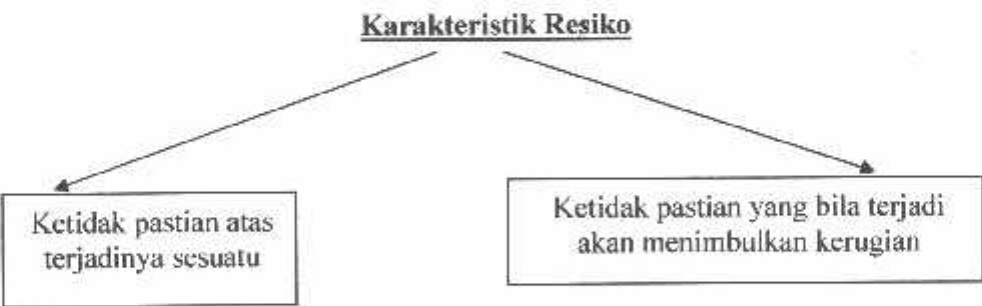 Karakteristik Resiko
Ketidak pastian atas
terjadinya sesuatu
Ketidak pastian yang bila terjadi
akan menimbulkan kerugian